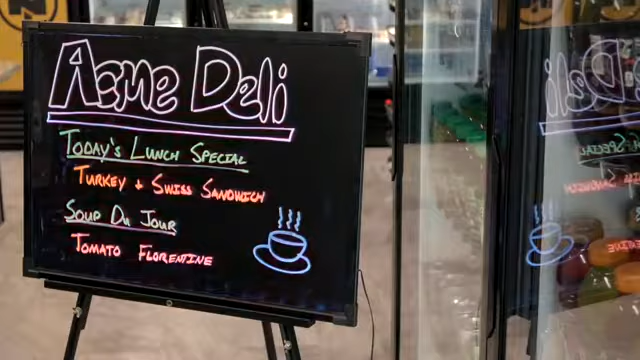 Acme Deli
Today's Lunch Special
Turkey + Swiss Sandwich
Soup Du Jour
Tomato Florentine